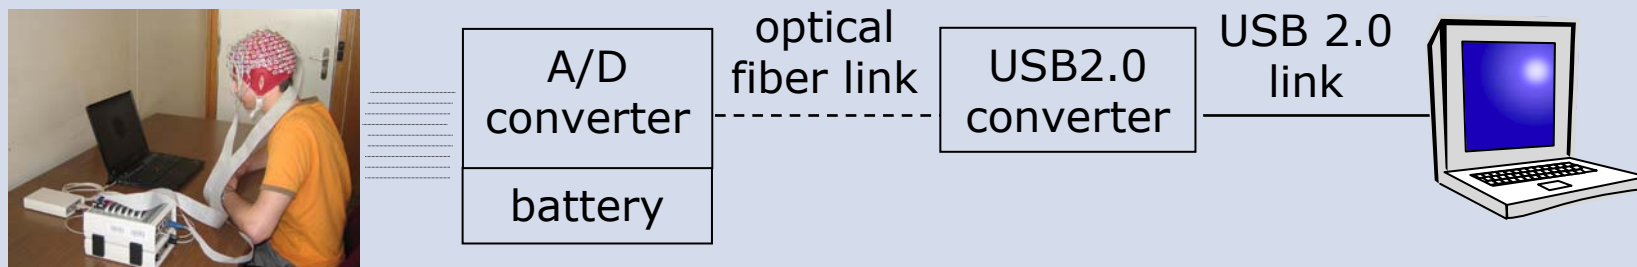 A/D
converter
battery
optical
fiber link
USB2.0
converter
USB 2.0
link